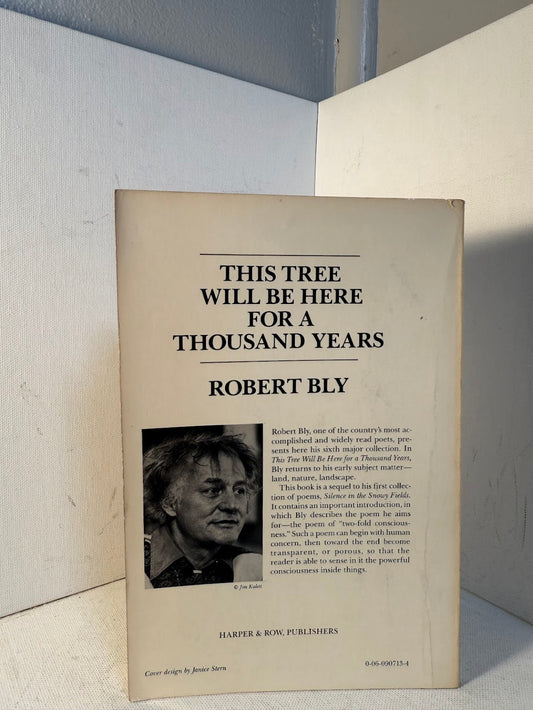 THIS TREE
WILL BE HERE
FOR A
THOUSAND YEARS
ROBERT BLY
Robert Bly, one of the country's most ac-
complished and widely read poets, pre-
sents here his sixth major collection. In
This Tree Will Be Here for a Thousand Years,
Bly returns to his early subject matter—
land, nature, landscape.
This book is a sequel to his first collec-
tion of poems, Silence in the Snowy Fields.
It contains an important introduction, in
which Bly describes the poem he aims
for—the poem of "two-fold conscious-
ness." Such a poem can begin with human
concern, then toward the end become
transparent, or porous, so that the
reader is able to sense in it the powerful
consciousness inside things.
© Jim Kalett
HARPER & ROW, PUBLISHERS
Cover design by Janice Stern
0-06-090713-4